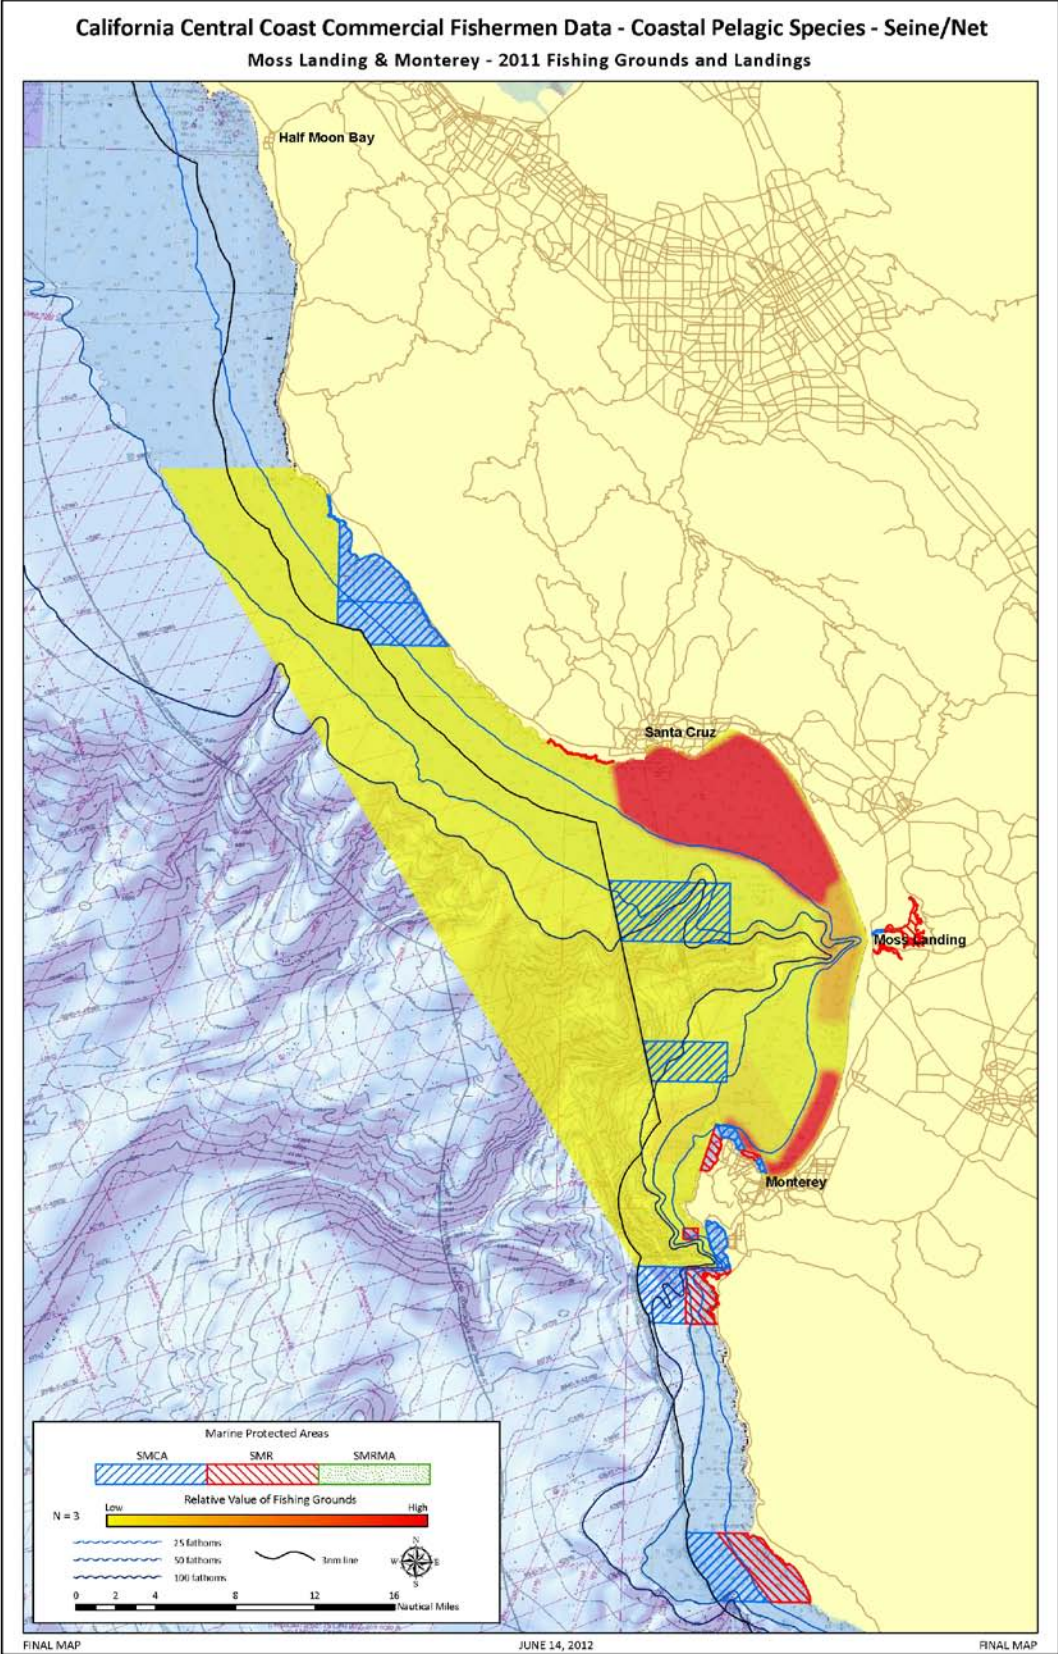 California Central Coast Commercial Fishermen Data - Coastal Pelagic Species - Seine/Net
Moss Landing & Monterey - 2011 Fishing Grounds and Landings
Half Moon Bay
Santa Cruz
Moss Landing
Monterey
Marine Protected Areas
SMCA SMR SMRMA
Relative Value of Fishing Grounds
N = 3 Low High
25 fathoms
50 fathoms
100 fathoms
3nm line
N
W E
S
0 2 4 8 12 16
Nautical Miles
FINAL MAP JUNE 14, 2012 FINAL MAP